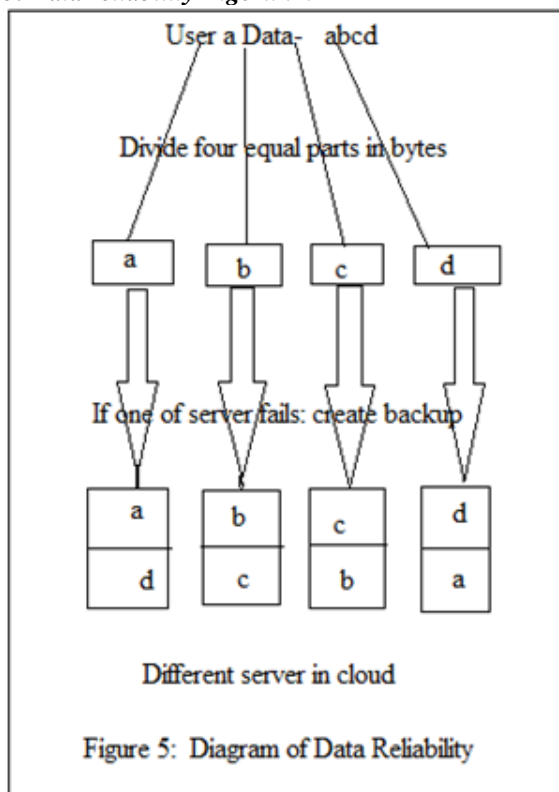 User a Data- abcd
Divide four equal parts in bytes
a b c d
If one of server fails: create backup
a b c d
d c b a
Different server in cloud
Figure 5: Diagram of Data Reliability